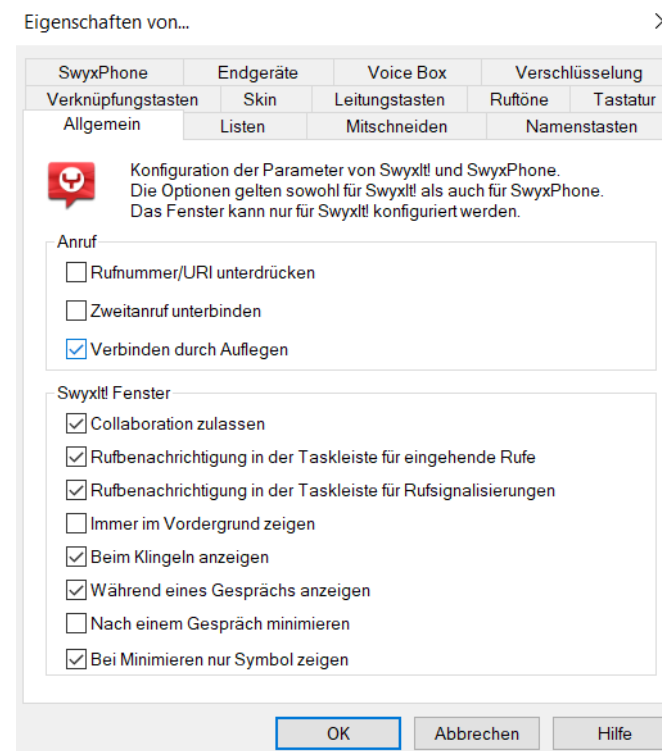 Eigenschaften von...
SwyxPhone Endgeräte Voice Box Verschlüsselung
Verknüpfungstasten Skin Leitungstasten Ruftöne Tastatur
Allgemein Listen Mitschneiden Namenstasten
Konfiguration der Parameter von SwyxIt! und SwyxPhone.
Die Optionen gelten sowohl für SwyxIt! als auch für SwyxPhone.
Das Fenster kann nur für SwyxIt! konfiguriert werden.
Anruf
Rufnummer/URI unterdrücken
Zweitanruf unterbinden
Verbinden durch Auflegen
SwyxIt! Fenster
Collaboration zulassen
Rufbenachrichtigung in der Taskleiste für eingehende Rufe
Rufbenachrichtigung in der Taskleiste für Rufsignalisierungen
Immer im Vordergrund zeigen
Beim Klingeln anzeigen
Während eines Gesprächs anzeigen
Nach einem Gespräch minimieren
Bei Minimieren nur Symbol zeigen
OK Abbrechen Hilfe